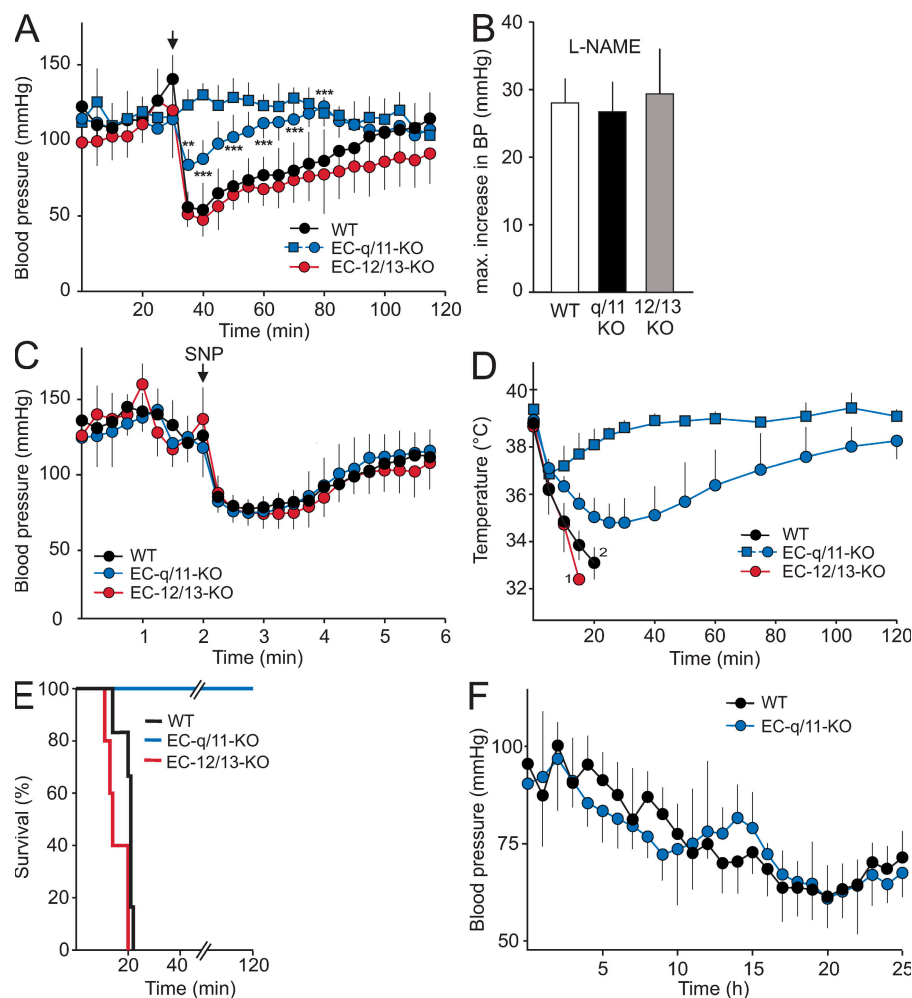 A
Blood pressure (mmHg)
150
100
50
0
***
**
***
***
***
***
WT
EC-q/11-KO
EC-12/13-KO
0 20 40 60 80 100 120
Time (min)
B
L-NAME
max. increase in BP (mmHg)
40
30
20
10
0
WT q/11 12/13
KO KO
C
SNP
Blood pressure (mmHg)
150
100
50
0
WT
EC-q/11-KO
EC-12/13-KO
1 2 3 4 5 6
Time (min)
D
Temperature (°C)
40
38
36
34
32
2
1
WT
EC-q/11-KO
EC-12/13-KO
0 20 40 60 80 100 120
Time (min)
E
Survival (%)
100
80
60
40
20
0
WT
EC-q/11-KO
EC-12/13-KO
20 40 120
Time (min)
F
Blood pressure (mmHg)
100
75
50
WT
EC-q/11-KO
5 10 15 20 25
Time (h)